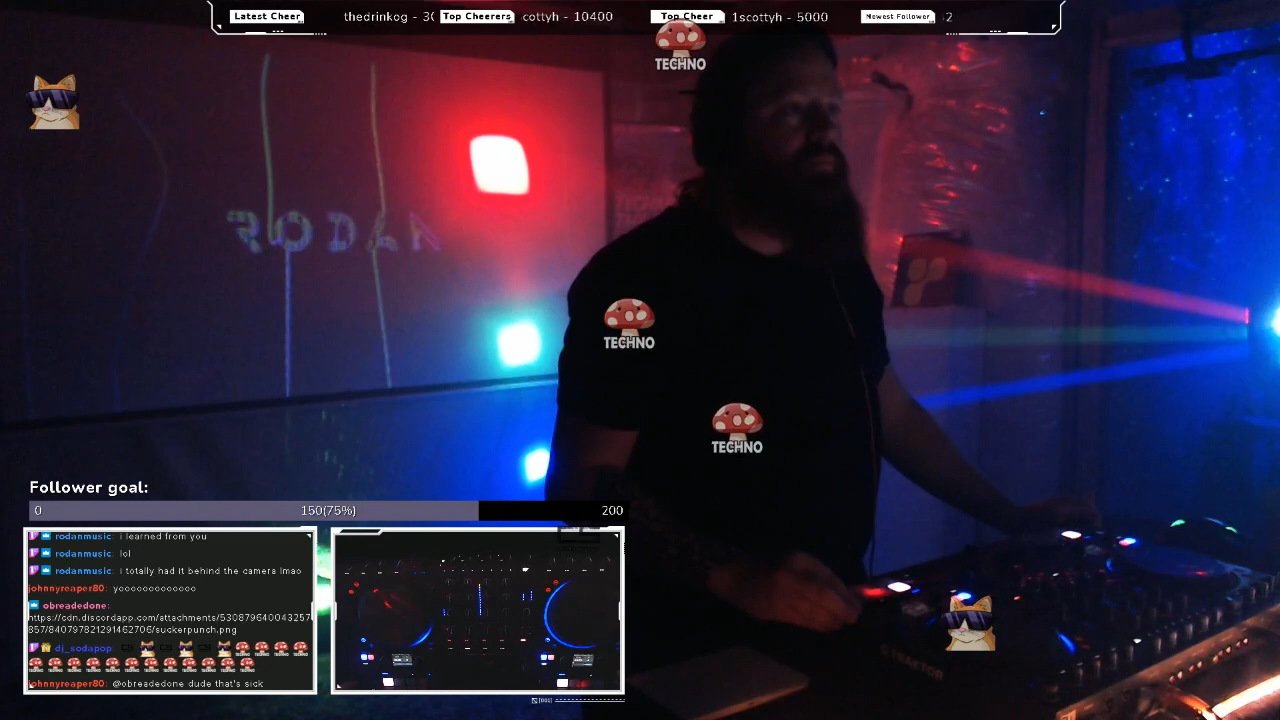 Latest Cheer thedrinkog - 3( Top Cheerers cottyh - 10400 Top Cheer 1scottyh - 5000 Newest Follower 2
TECHNO
RODAN
TECHNO
TECHNO
Follower goal:
0 150(75%) 200
rodanmusic: i learned from you
rodanmusic: lol
rodanmusic: i totally had it behind the camera lmao
johnnyreaper80: yooooooooooooo
obreadedone:
https://cdn.discordapp.com/attachments/530879640043257
857/840797821291462706/suckerpunch.png
dj_sodapop
johnnyreaper80: @obreadedone dude that's sick